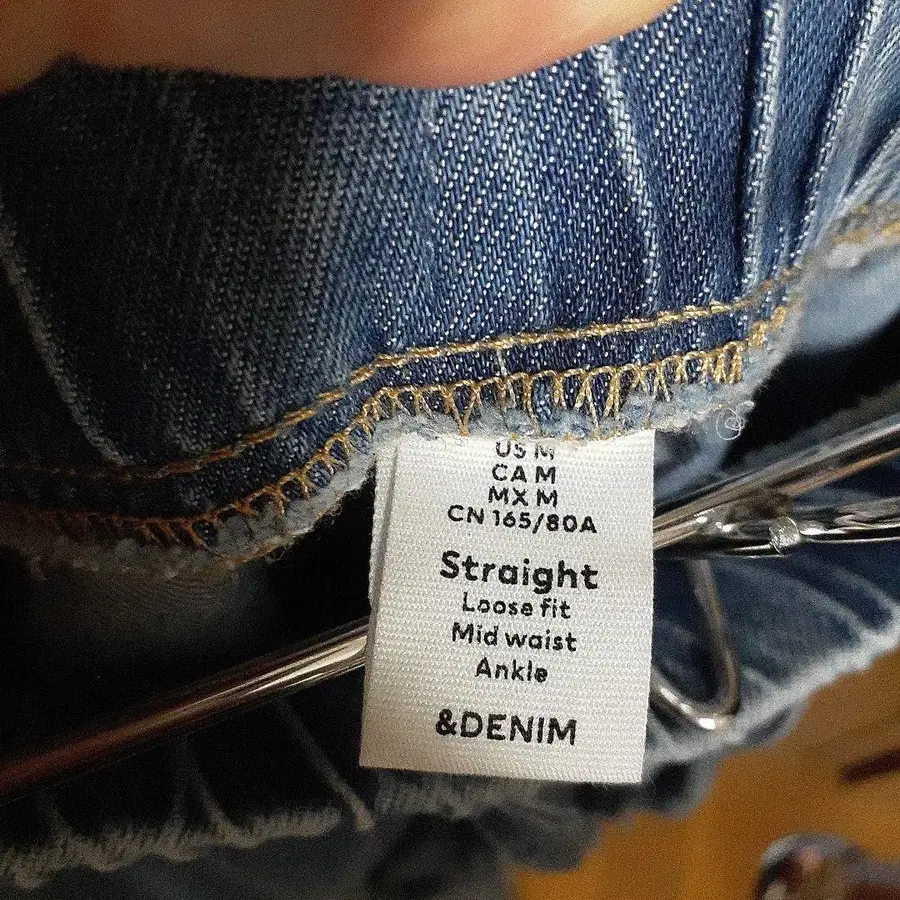 US M
CA M
MX M
CN 165/80A
Straight
Loose fit
Mid waist
Ankle
&DENIM